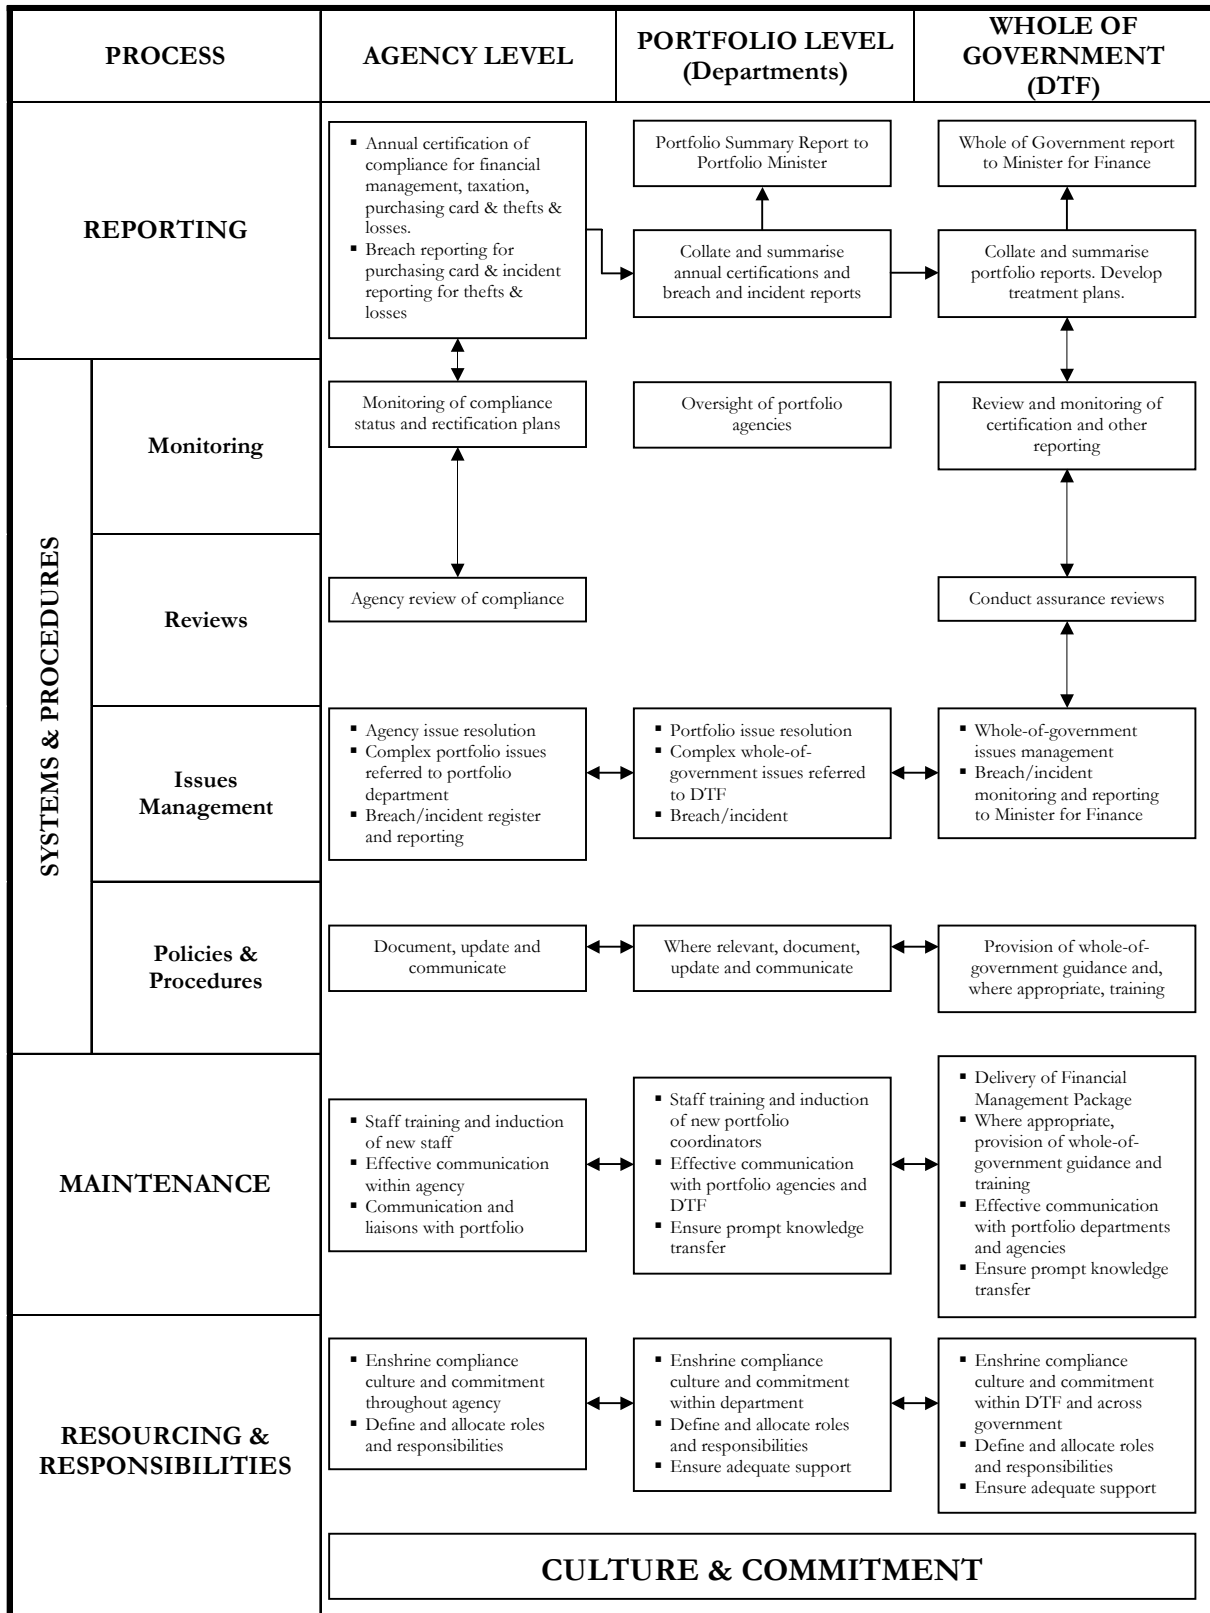 PROCESS
AGENCY LEVEL
PORTFOLIO LEVEL
(Departments)
WHOLE OF
GOVERNMENT
(DTF)
REPORTING
▪ Annual certification of
compliance for financial
management, taxation,
purchasing card & thefts &
losses.
▪ Breach reporting for
purchasing card & incident
reporting for thefts &
losses
Portfolio Summary Report to
Portfolio Minister
Collate and summarise
annual certifications and
breach and incident reports
Whole of Government report
to Minister for Finance
Collate and summarise
portfolio reports. Develop
treatment plans.
SYSTEMS & PROCEDURES
Monitoring
Monitoring of compliance
status and rectification plans
Oversight of portfolio
agencies
Review and monitoring of
certification and other
reporting
Reviews
Agency review of compliance
Conduct assurance reviews
Issues
Management
▪ Agency issue resolution
▪ Complex portfolio issues
referred to portfolio
department
▪ Breach/incident register
and reporting
▪ Portfolio issue resolution
▪ Complex whole-of-
government issues referred
to DTF
▪ Breach/incident
▪ Whole-of-government
issues management
▪ Breach/incident
monitoring and reporting
to Minister for Finance
Policies &
Procedures
Document, update and
communicate
Where relevant, document,
update and communicate
Provision of whole-of-
government guidance and,
where appropriate, training
MAINTENANCE
▪ Staff training and induction
of new staff
▪ Effective communication
within agency
▪ Communication and
liaisons with portfolio
▪ Staff training and induction
of new portfolio
coordinators
▪ Effective communication
with portfolio agencies and
DTF
▪ Ensure prompt knowledge
transfer
▪ Delivery of Financial
Management Package
▪ Where appropriate,
provision of whole-of-
government guidance and
training
▪ Effective communication
with portfolio departments
and agencies
▪ Ensure prompt knowledge
transfer
RESOURCING &
RESPONSIBILITIES
▪ Enshrine compliance
culture and commitment
throughout agency
▪ Define and allocate roles
and responsibilities
▪ Enshrine compliance
culture and commitment
within department
▪ Define and allocate roles
and responsibilities
▪ Ensure adequate support
▪ Enshrine compliance
culture and commitment
within DTF and across
government
▪ Define and allocate roles
and responsibilities
▪ Ensure adequate support
CULTURE & COMMITMENT